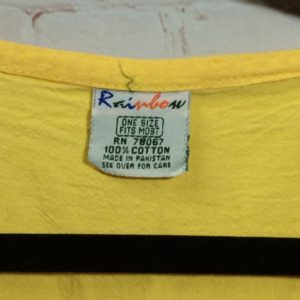 Rainbow
ONE SIZE
FITS MOST
RN 78067
100% COTTON
MADE IN PAKISTAN
SEE OVER FOR CARE